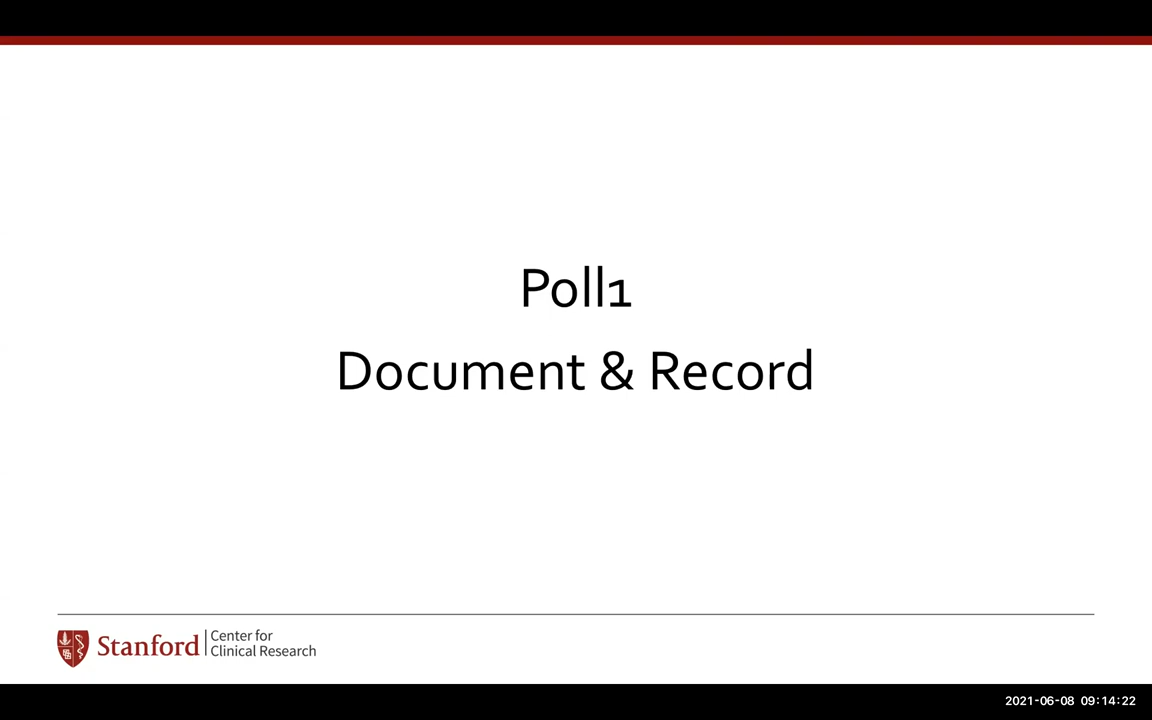 Poll1
Document & Record
Stanford
Center for
Clinical Research
2021-06-08 09:14:22